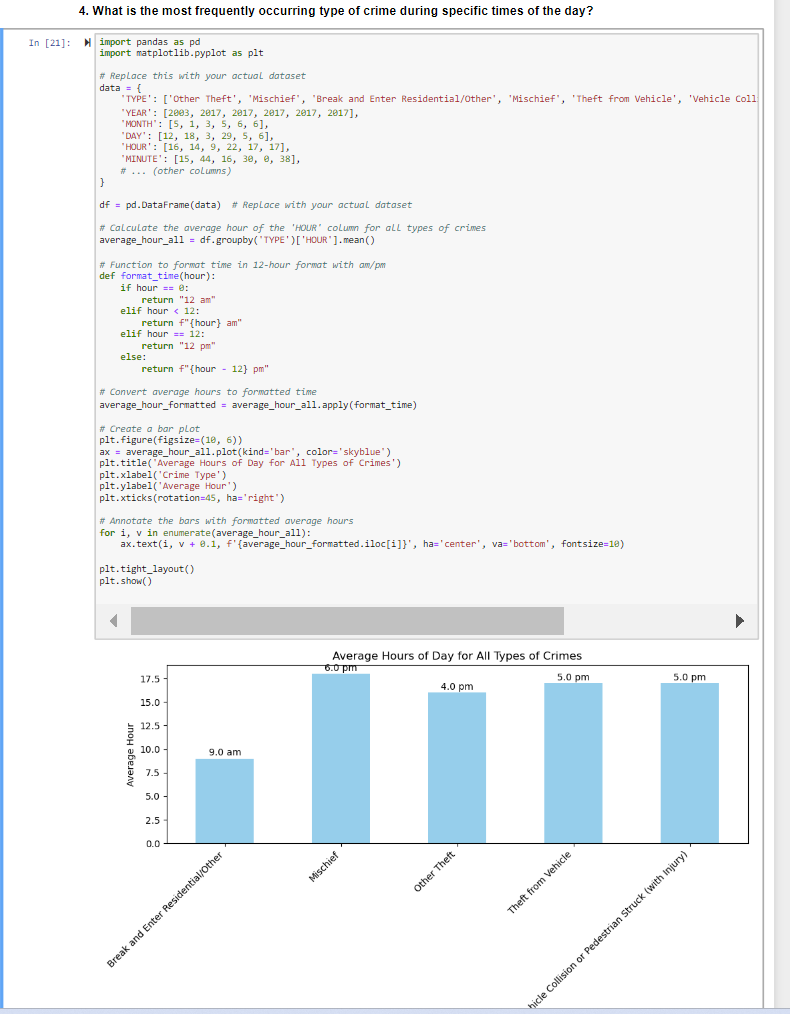 4. What is the most frequently occurring type of crime during specific times of the day?
In [21]:
import pandas as pd
import matplotlib.pyplot as plt
# Replace this with your actual dataset
data = {
'TYPE': ['Other Theft', 'Mischief', 'Break and Enter Residential/Other', 'Mischief', 'Theft from Vehicle', 'Vehicle Coll
'YEAR': [2003, 2017, 2017, 2017, 2017, 2017],
'MONTH': [5, 1, 3, 5, 6, 6],
'DAY': [12, 18, 3, 29, 5, 6],
'HOUR': [16, 14, 9, 22, 17, 17],
'MINUTE': [15, 44, 16, 30, 0, 38],
# ... (other columns)
}
df = pd.DataFrame(data)  # Replace with your actual dataset
# Calculate the average hour of the 'HOUR' column for all types of crimes
average_hour_all = df.groupby('TYPE')['HOUR'].mean()
# Function to format time in 12-hour format with am/pm
def format_time(hour):
if hour == 0:
return "12 am"
elif hour < 12:
return f"{hour} am"
elif hour == 12:
return "12 pm"
else:
return f"{hour - 12} pm"
# Convert average hours to formatted time
average_hour_formatted = average_hour_all.apply(format_time)
# Create a bar plot
plt.figure(figsize=(10, 6))
ax = average_hour_all.plot(kind='bar', color='skyblue')
plt.title('Average Hours of Day for All Types of Crimes')
plt.xlabel('Crime Type')
plt.ylabel('Average Hour')
plt.xticks(rotation=45, ha='right')
# Annotate the bars with formatted average hours
for i, v in enumerate(average_hour_all):
ax.text(i, v + 0.1, f'{average_hour_formatted.iloc[i]}', ha='center', va='bottom', fontsize=10)
plt.tight_layout()
plt.show()
Average Hours of Day for All Types of Crimes
6.0 pm
5.0 pm
5.0 pm
4.0 pm
9.0 am
17.5
15.0
12.5
10.0
7.5
5.0
2.5
0.0
Average Hour
Break and Enter Residential/Other
Mischief
Other Theft
Theft from Vehicle
hicle Collision or Pedestrian Struck (with Injury)